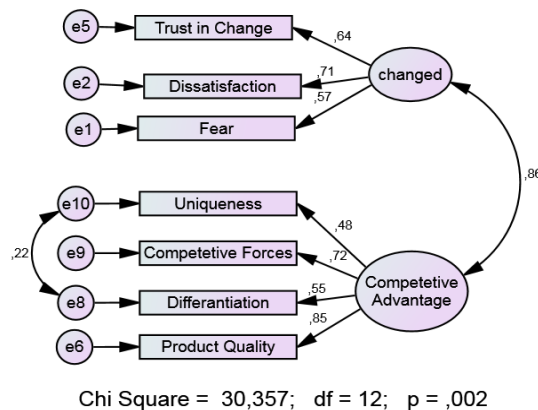 e5
Trust in Change
,64
changed
e2
Dissatisfaction
,71
,57
e1
Fear
,86
e10
Uniqueness
,48
e9
Competetive Forces
,72
,22
Competetive
Advantage
e8
Differantiation
,55
e6
Product Quality
,85
Chi Square = 30,357; df = 12; p = ,002